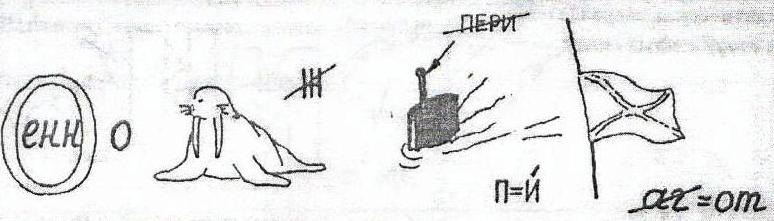 ПЕРИ
Ж
енн о
П=Й
аг=от